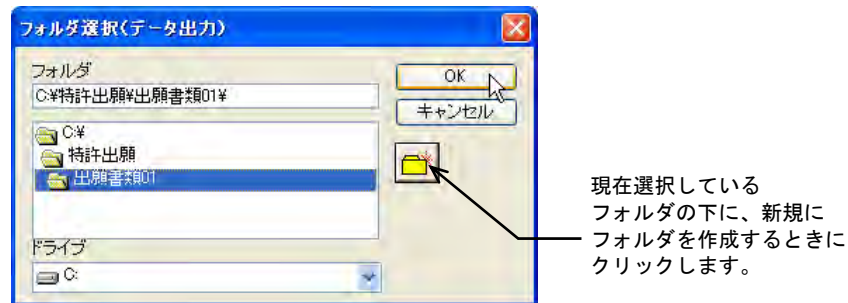 フォルダ選択(データ出力)
フォルダ
C:¥特許出願¥出願書類01¥
OK
キャンセル
C:¥
特許出願
出願書類01
現在選択している
フォルダの下に、新規に
フォルダを作成するときに
クリックします。
ドライブ
C: